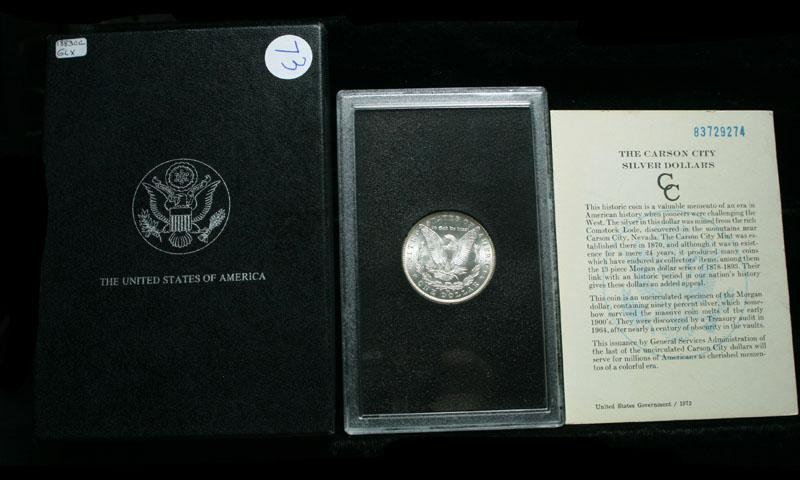 1883CC
GLX
73
THE UNITED STATES OF AMERICA
In God We Trust
ONE DOLLAR
83729274
THE CARSON CITY
SILVER DOLLARS
CC
This historic coin is a valuable memento of an era in
American history when pioneers were challenging the
West. The silver in this dollar was mined from the rich
Comstock Lode, discovered in the mountains near
Carson City, Nevada. The Carson City Mint was es-
tablished there in 1870, and although it was in exist-
ence for a mere 24 years, it produced many coins
which have endured as collectors' items, among them
the 13 piece Morgan dollar series of 1878-1893. Their
link with an historic period in our nation's history
gives these dollars an added appeal.
This coin is an uncirculated specimen of the Morgan
dollar, containing ninety percent silver, which some-
how survived the massive coin melts of the early
1900's. They were discovered by a Treasury audit in
1964, after nearly a century of obscurity in the vaults.
This issuance by General Services Administration of
the last of the uncirculated Carson City dollars will
serve for millions of Americans as cherished memen-
tos of a colorful era.
United States Government / 1972